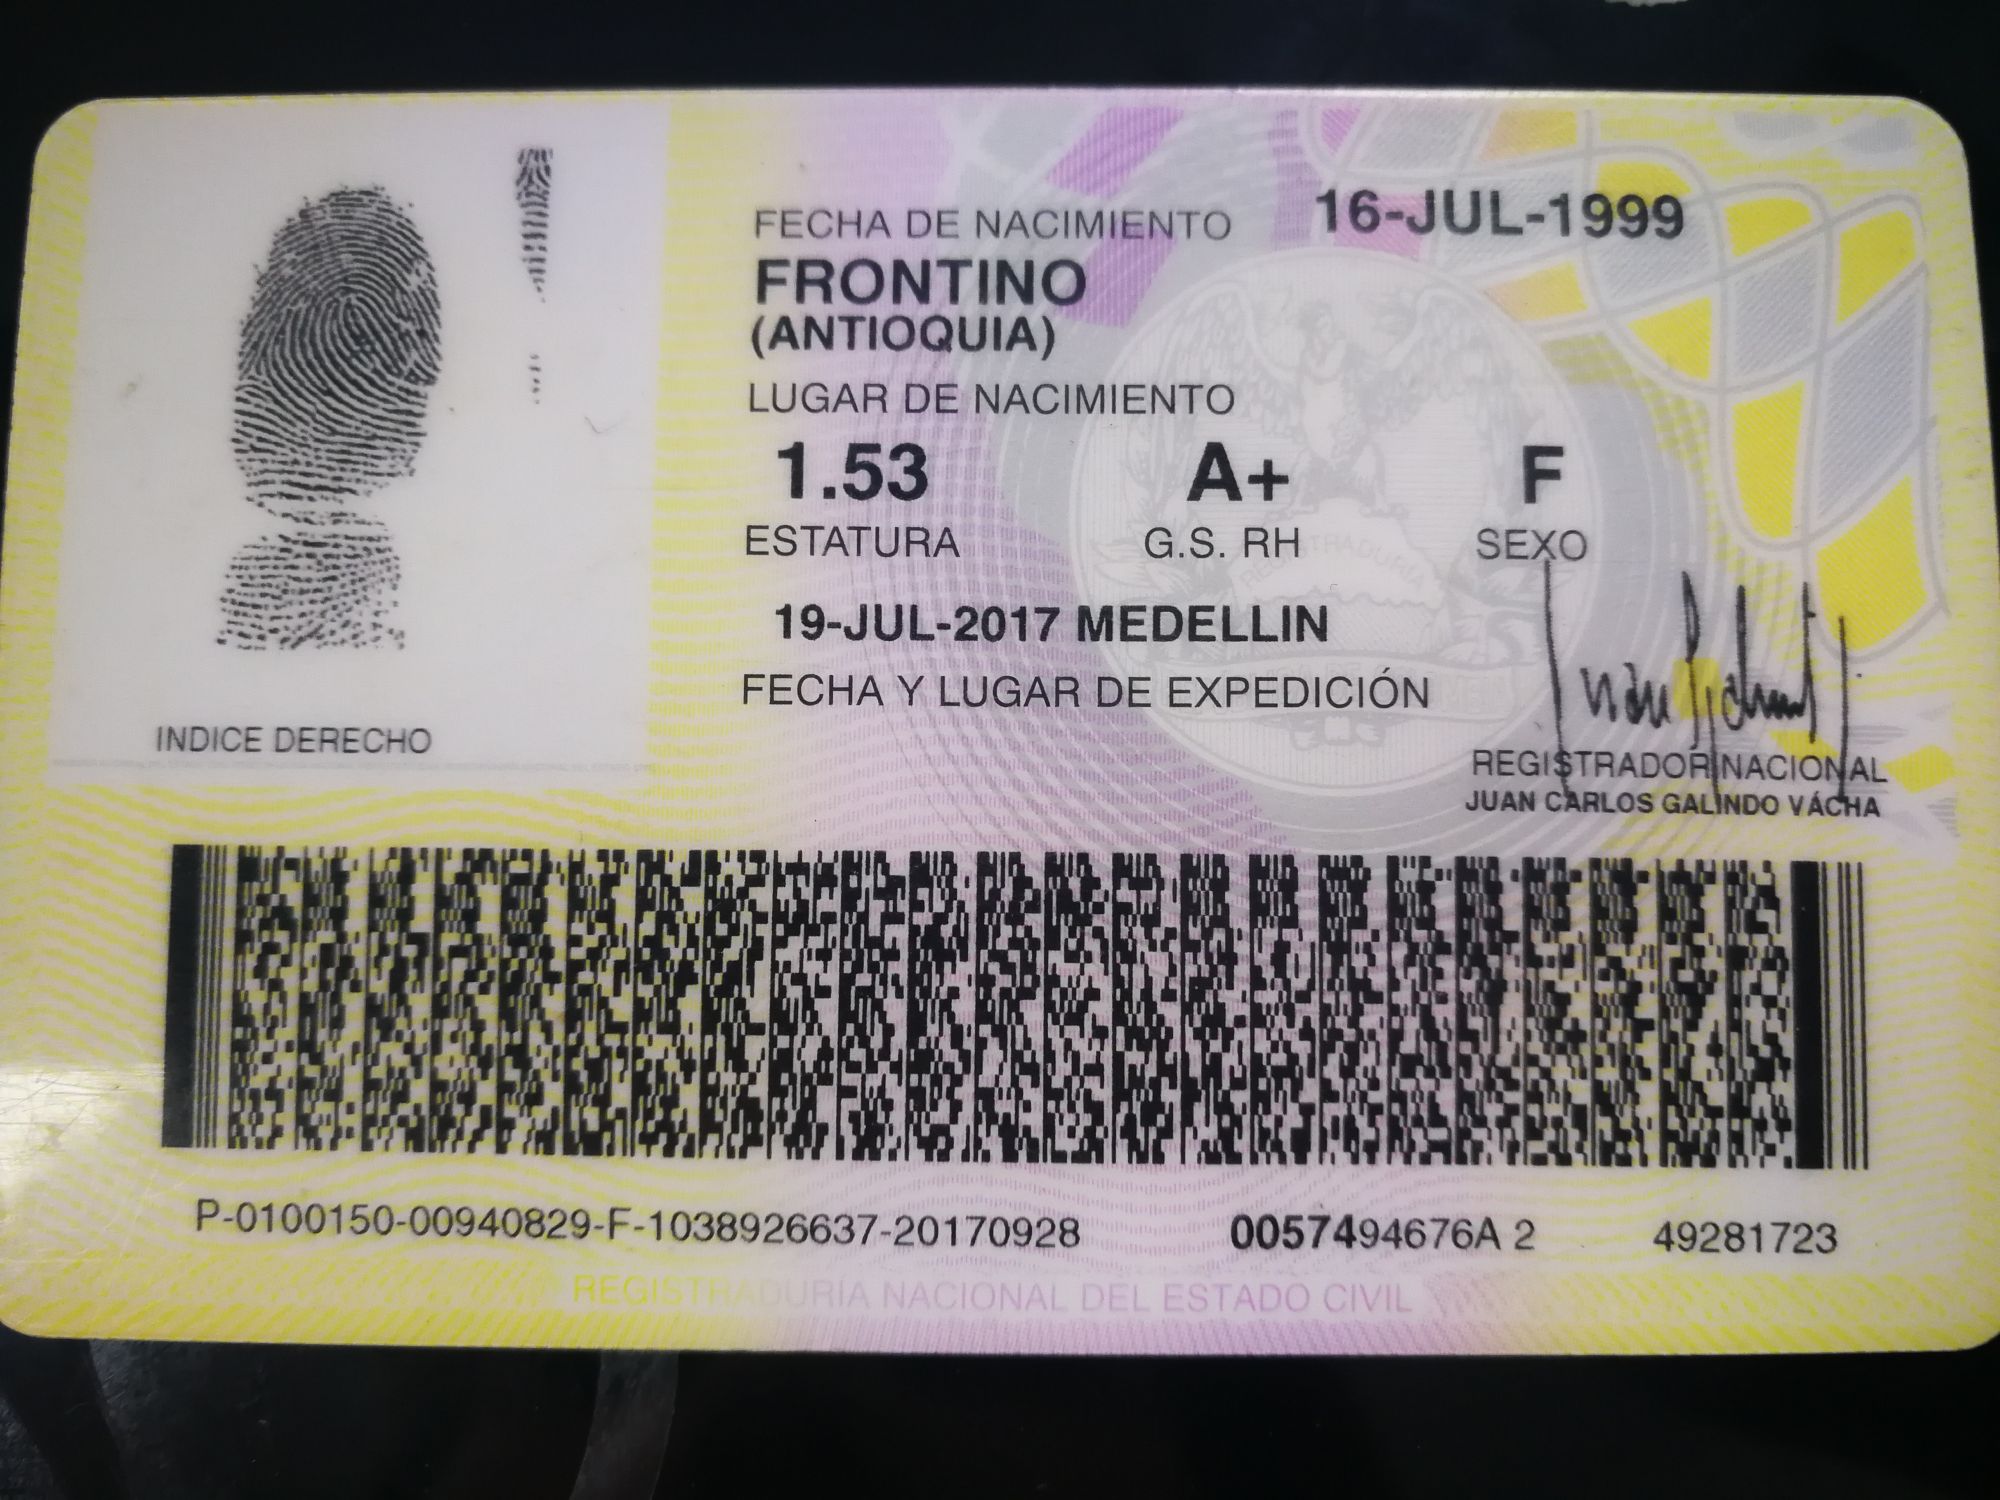 16-JUL-1999
FECHA DE NACIMIENTO
FRONTINO
(ANTIOQUIA)
LUGAR DE NACIMIENTO
1.53 A+ F
ESTATURA G.S. RH SEXO
19-JUL-2017 MEDELLIN
FECHA Y LUGAR DE EXPEDICIÓN
INDICE DERECHO
REGISTRADOR NACIONAL
JUAN CARLOS GALINDO VÁCHA
P-0100150-00940829-F-1038926637-20170928 0057494676A 2 49281723
REGISTRADURÍA NACIONAL DEL ESTADO CIVIL